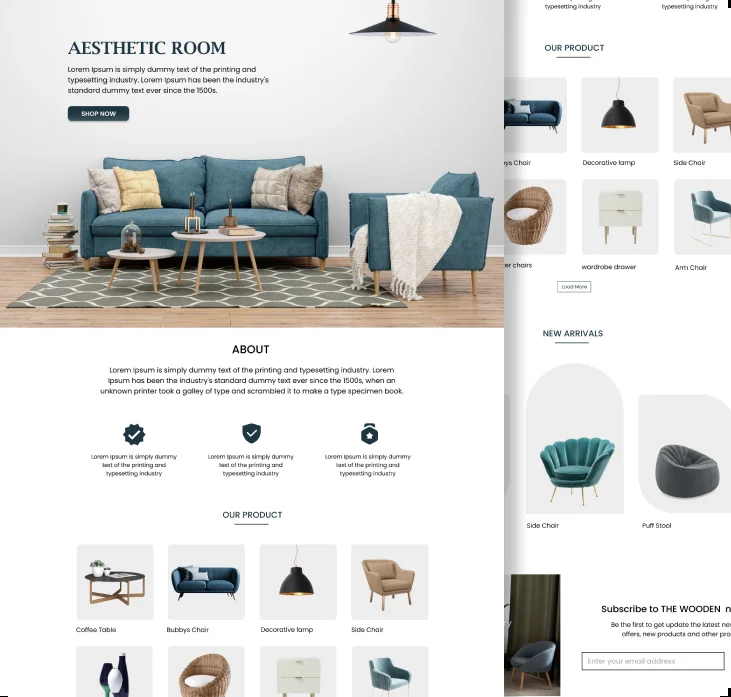 AESTHETIC ROOM
Lorem Ipsum is simply dummy text of the printing and
typesetting industry. Lorem Ipsum has been the industry's
standard dummy text ever since the 1500s.
SHOP NOW
ABOUT
Lorem Ipsum is simply dummy text of the printing and typesetting industry. Lorem
Ipsum has been the industry's standard dummy text ever since the 1500s, when an
unknown printer took a galley of type and scrambled it to make a type specimen book.
Lorem Ipsum is simply dummy
text of the printing and
typesetting industry
Lorem Ipsum is simply dummy
text of the printing and
typesetting industry
Lorem Ipsum is simply dummy
text of the printing and
typesetting industry
OUR PRODUCT
Coffee Table
Bubbys Chair
Decorative lamp
Side Chair
typesetting industry
typesetting industry
OUR PRODUCT
ys Chair
Decorative lamp
Side Chair
er chairs
wardrobe drawer
Arm Chair
Load More
NEW ARRIVALS
Side Chair
Puff Stool
Subscribe to THE WOODEN n
Be the first to get update the latest ne
offers, new products and other pro
Enter your email address